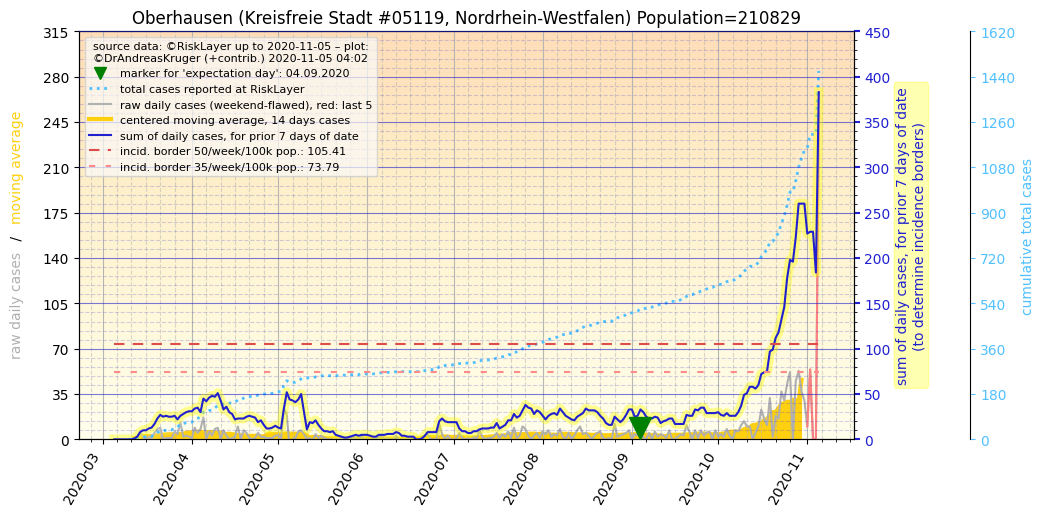 Oberhausen (Kreisfreie Stadt #05119, Nordrhein-Westfalen) Population=210829
source data: ©RiskLayer up to 2020-11-05 – plot:
©DrAndreasKruger (+contrib.) 2020-11-05 04:02
marker for 'expectation day': 04.09.2020
total cases reported at RiskLayer
raw daily cases (weekend-flawed), red: last 5
centered moving average, 14 days cases
sum of daily cases, for prior 7 days of date
incid. border 50/week/100k pop.: 105.41
incid. border 35/week/100k pop.: 73.79
raw daily cases / moving average
315
280
245
210
175
140
105
70
35
0
2020-03
2020-04
2020-05
2020-06
2020-07
2020-08
2020-09
2020-10
2020-11
450
400
350
300
250
200
150
100
50
0
sum of daily cases, for prior 7 days of date
(to determine incidence borders)
1620
1440
1260
1080
900
720
540
360
180
0
cumulative total cases